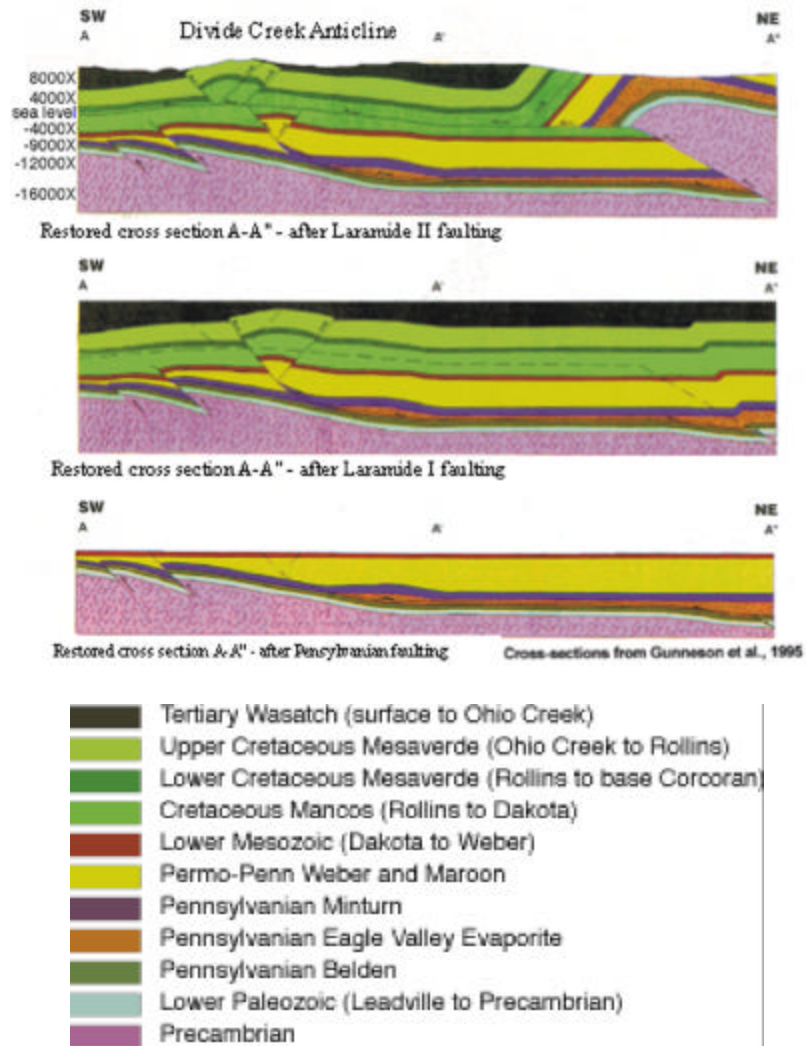 SW
NE
A
Divide Creek Anticline
A'
A"
8000X
4000X
sea level
-4000X
-9000X
-12000X
-16000X
Restored cross section A-A" - after Laramide II faulting
SW
NE
A
A'
A"
Restored cross section A-A" - after Laramide I faulting
SW
NE
A
A'
A"
Restored cross section A-A" - after Pensylvanian faulting
Cross-sections from Gunneson et al., 1995
Tertiary Wasatch (surface to Ohio Creek)
Upper Cretaceous Mesaverde (Ohio Creek to Rollins)
Lower Cretaceous Mesaverde (Rollins to base Corcoran)
Cretaceous Mancos (Rollins to Dakota)
Lower Mesozoic (Dakota to Weber)
Permo-Penn Weber and Maroon
Pennsylvanian Minturn
Pennsylvanian Eagle Valley Evaporite
Pennsylvanian Belden
Lower Paleozoic (Leadville to Precambrian)
Precambrian